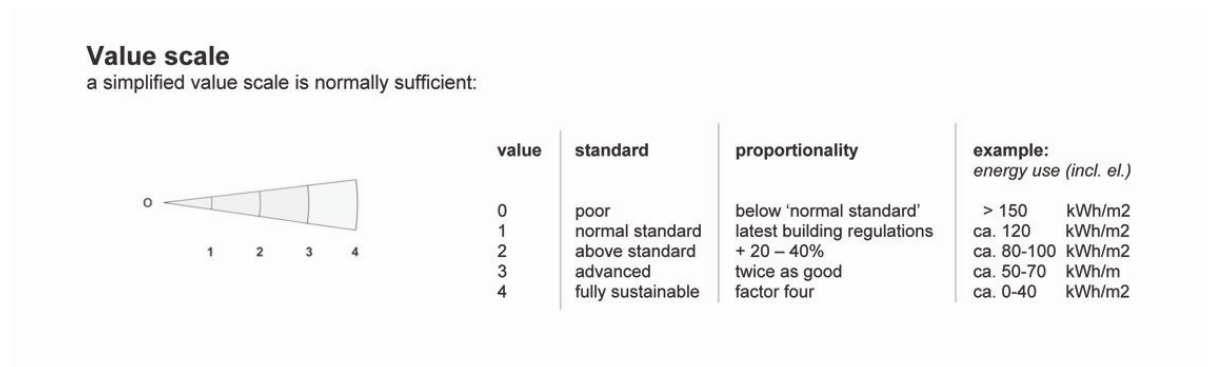 Value scale
a simplified value scale is normally sufficient:
value standard proportionality example:
energy use (incl. el.)
0 poor below ‘normal standard’ > 150 kWh/m2
1 normal standard latest building regulations ca. 120 kWh/m2
2 above standard + 20 – 40% ca. 80-100 kWh/m2
3 advanced twice as good ca. 50-70 kWh/m
4 fully sustainable factor four ca. 0-40 kWh/m2
0
1 2 3 4